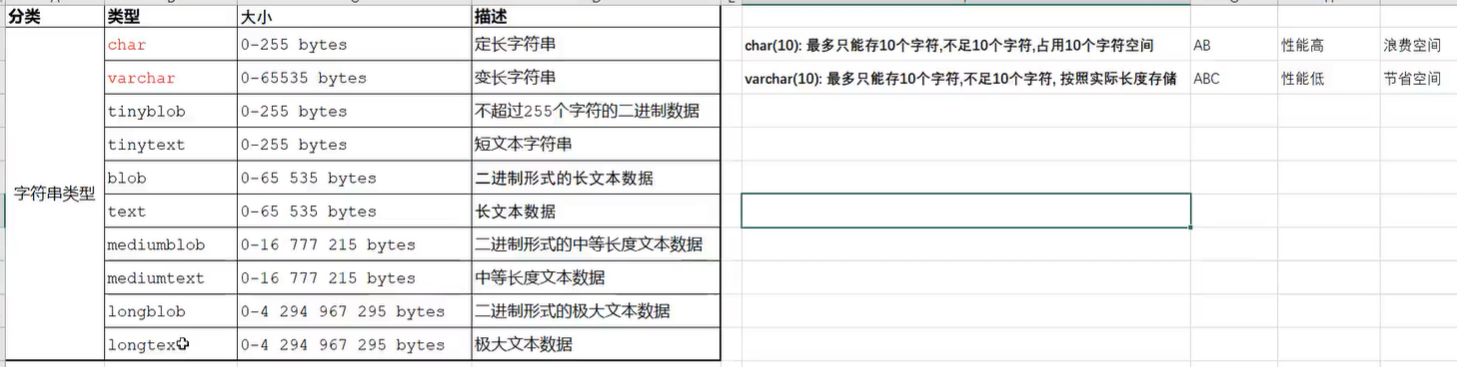 分类 类型 大小 描述
字符串类型
char 0-255 bytes 定长字符串
varchar 0-65535 bytes 变长字符串
tinyblob 0-255 bytes 不超过255个字符的二进制数据
tinytext 0-255 bytes 短文本字符串
blob 0-65 535 bytes 二进制形式的长文本数据
text 0-65 535 bytes 长文本数据
mediumblob 0-16 777 215 bytes 二进制形式的中等长度文本数据
mediumtext 0-16 777 215 bytes 中等长度文本数据
longblob 0-4 294 967 295 bytes 二进制形式的极大文本数据
longtext 0-4 294 967 295 bytes 极大文本数据
char(10): 最多只能存10个字符,不足10个字符,占用10个字符空间 AB 性能高 浪费空间
varchar(10): 最多只能存10个字符,不足10个字符, 按照实际长度存储 ABC 性能低 节省空间